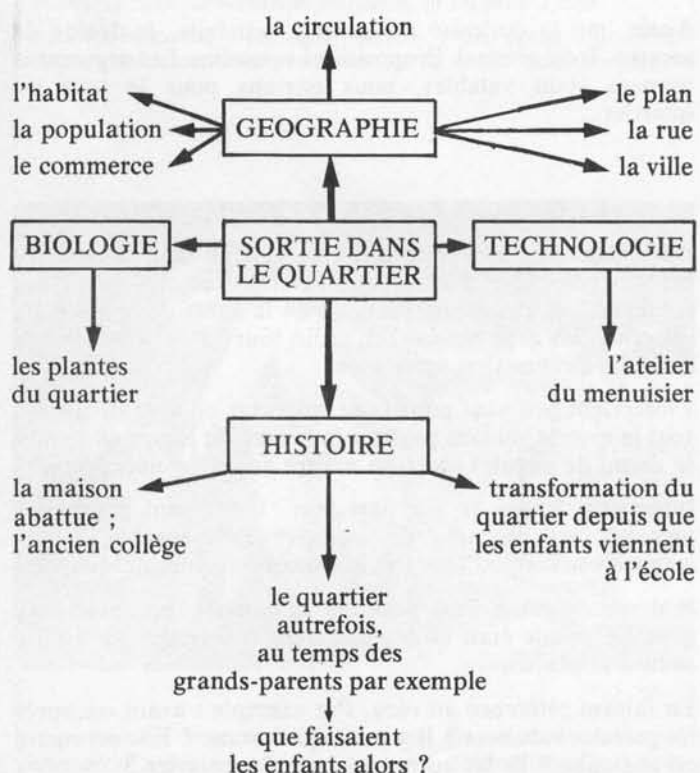 la circulation
l'habitat
la population
le commerce
GEOGRAPHIE
le plan
la rue
la ville
BIOLOGIE
SORTIE DANS
LE QUARTIER
TECHNOLOGIE
les plantes
du quartier
l'atelier
du menuisier
HISTOIRE
la maison
abattue ;
l'ancien collège
transformation du
quartier depuis que
les enfants viennent
à l'école
le quartier
autrefois,
au temps des
grands-parents par exemple
que faisaient
les enfants alors ?